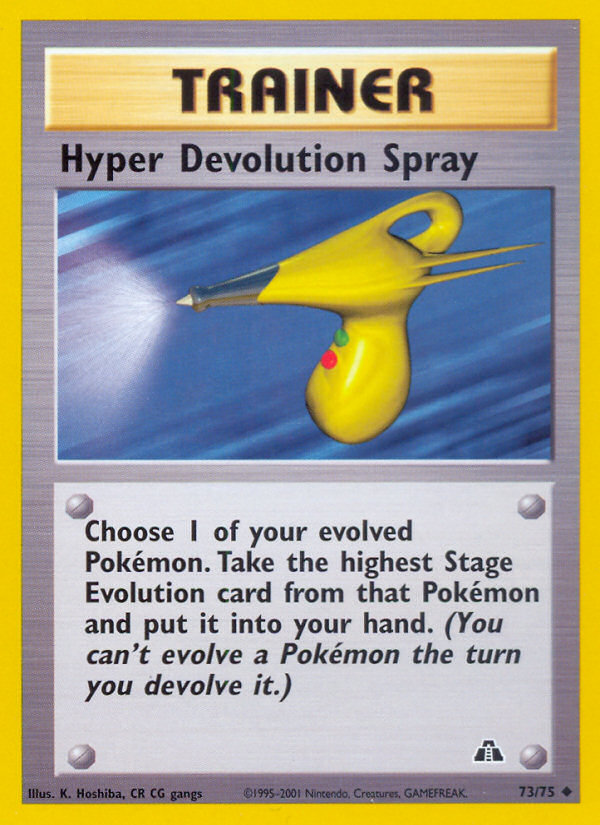 TRAINER
Hyper Devolution Spray
Choose 1 of your evolved
Pokémon. Take the highest Stage
Evolution card from that Pokémon
and put it into your hand. (You
can't evolve a Pokémon the turn
you devolve it.)
Illus. K. Hoshiba, CR CG gangs ©1995-2001 Nintendo, Creatures, GAMEFREAK. 73/75